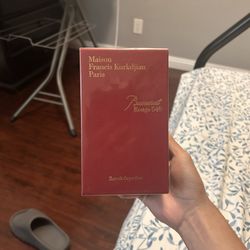 Maison
Francis Kurkdjian
Paris
Baccarat
Rouge 540